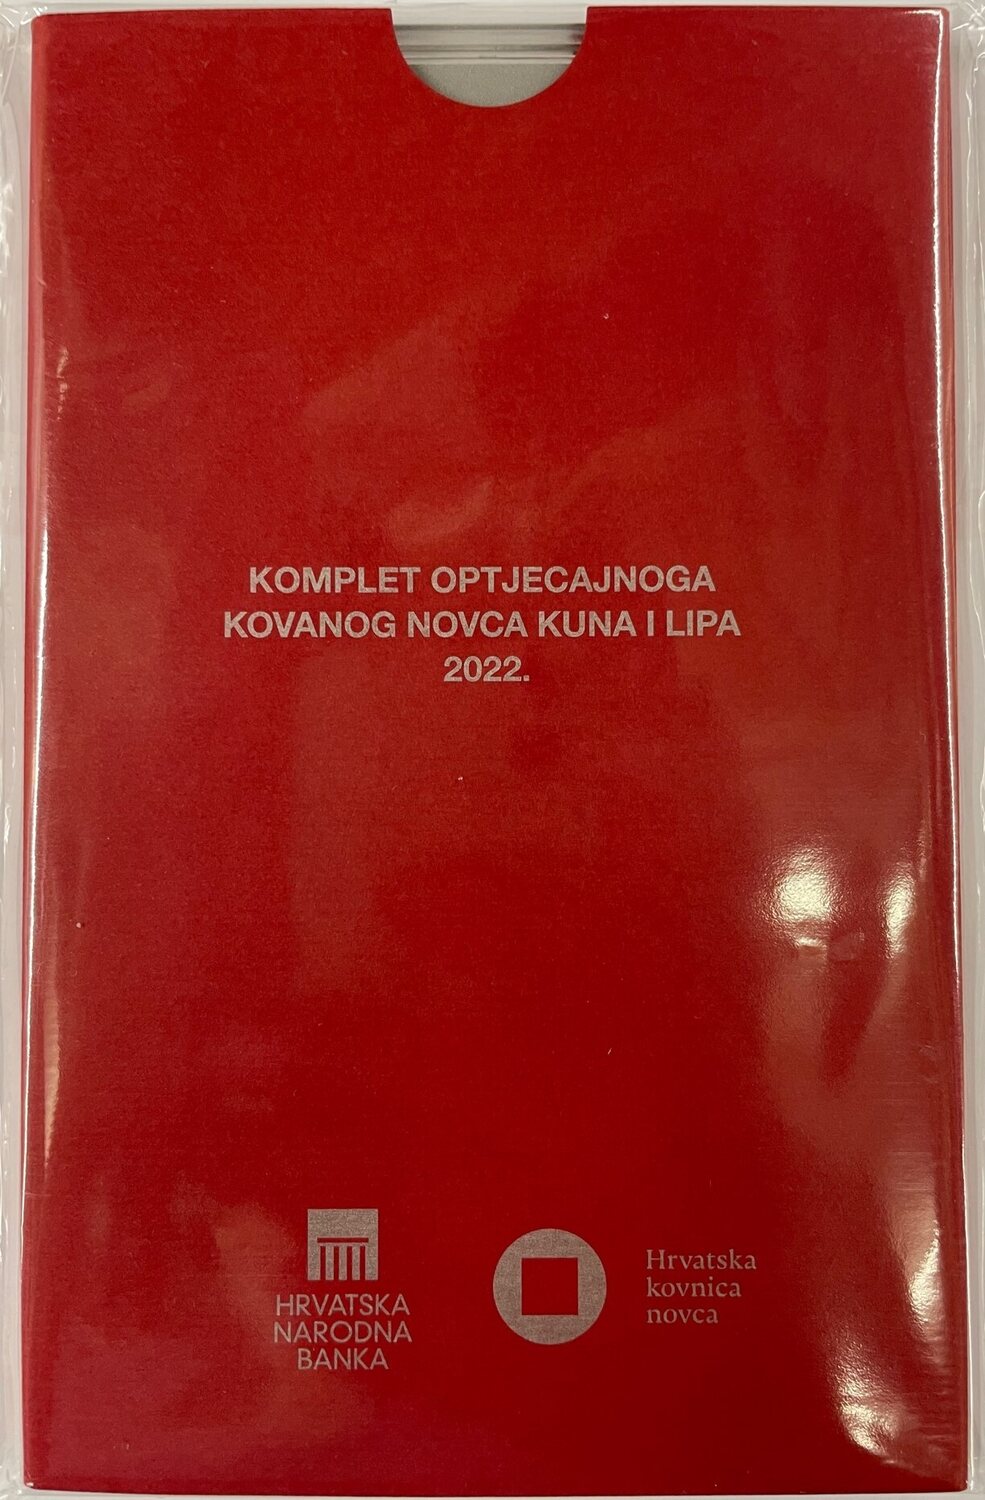 KOMPLET OPTJECAJNOGA
KOVANOG NOVCA KUNA I LIPA
2022.
HRVATSKA
NARODNA
BANKA
Hrvatska
kovnica
novca